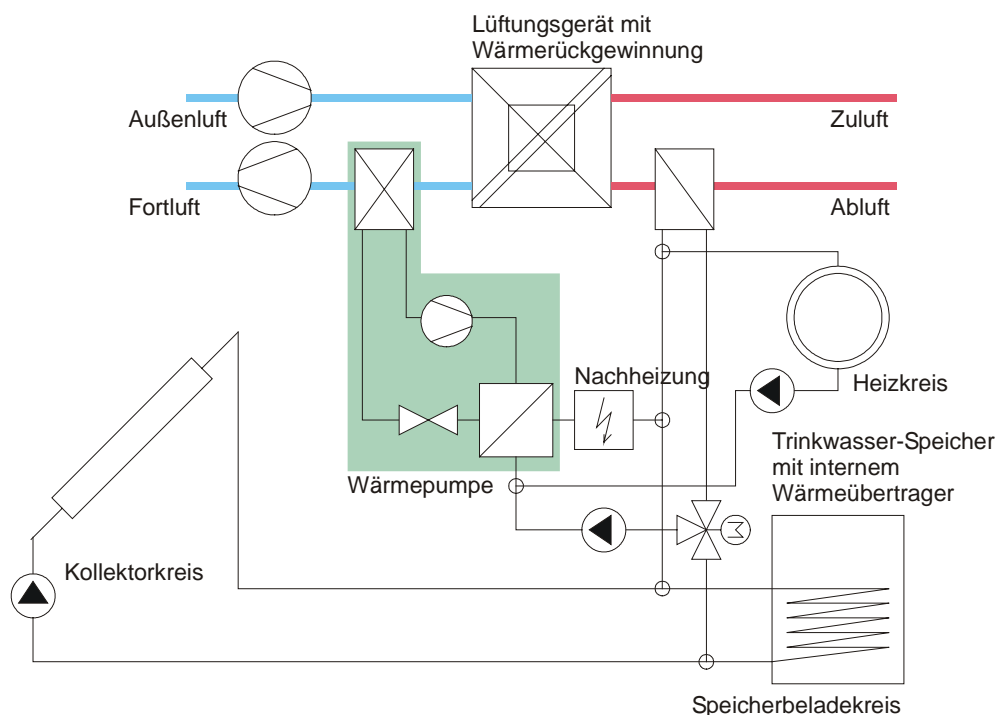 Lüftungsgerät mit
Wärmerückgewinnung
Außenluft
Zuluft
Fortluft
Abluft
Nachheizung
Heizkreis
Trinkwasser-Speicher
mit internem
Wärmeübertrager
Wärmepumpe
M
Kollektorkreis
Speicherbeladekreis